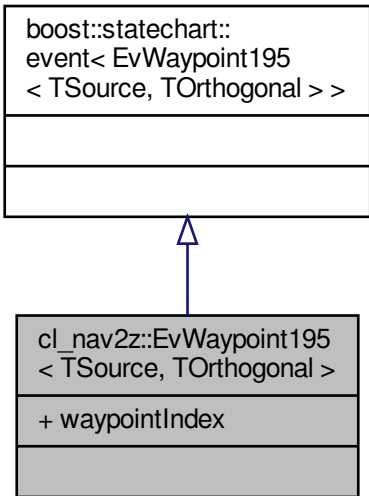 boost::statechart::
event< EvWaypoint195
< TSource, TOrthogonal > >
cl_nav2z::EvWaypoint195
< TSource, TOrthogonal >
+ waypointIndex